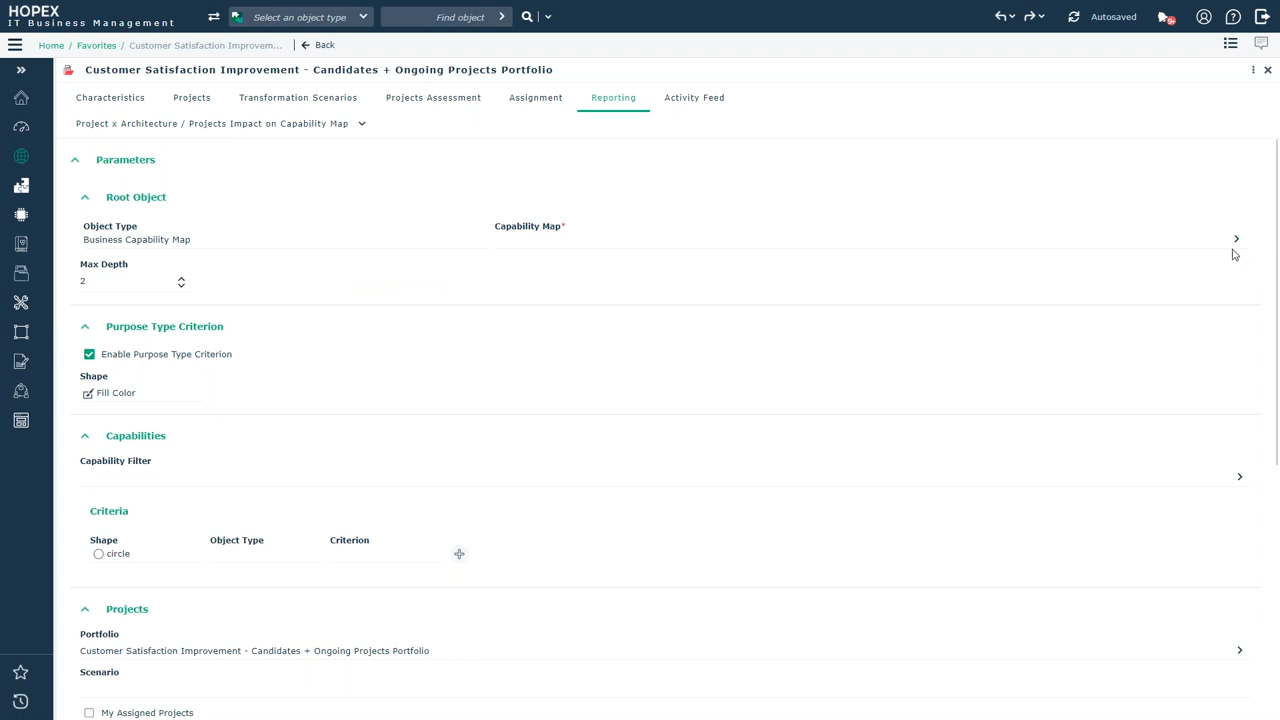 HOPEX
IT Business Management
Select an object type
Find object
Autosaved
9+
Home / Favorites / Customer Satisfaction Improvem...
Back
Customer Satisfaction Improvement - Candidates + Ongoing Projects Portfolio
Characteristics
Projects
Transformation Scenarios
Projects Assessment
Assignment
Reporting
Activity Feed
Project x Architecture / Projects Impact on Capability Map
Parameters
Root Object
Object Type
Capability Map*
Business Capability Map
Max Depth
2
Purpose Type Criterion
Enable Purpose Type Criterion
Shape
Fill Color
Capabilities
Capability Filter
Criteria
Shape
Object Type
Criterion
circle
Projects
Portfolio
Customer Satisfaction Improvement - Candidates + Ongoing Projects Portfolio
Scenario
My Assigned Projects